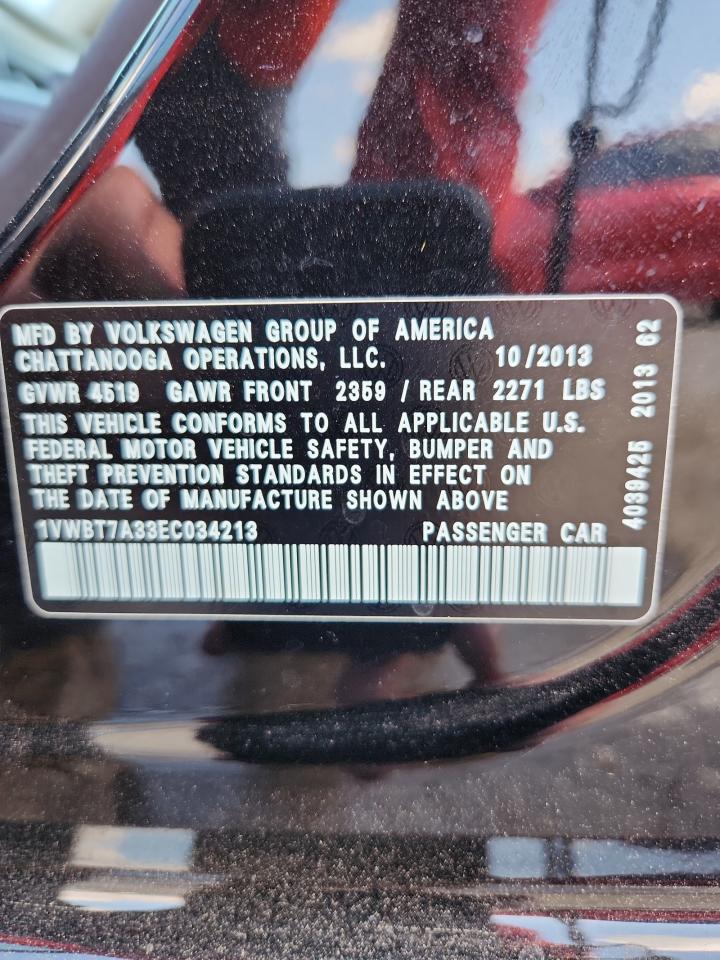 MFD BY VOLKSWAGEN GROUP OF AMERICA
CHATTANOOGA OPERATIONS, LLC. 10/2013
GVWR 4519 GAWR FRONT 2359 / REAR 2271 LBS
THIS VEHICLE CONFORMS TO ALL APPLICABLE U.S.
FEDERAL MOTOR VEHICLE SAFETY, BUMPER AND
THEFT PREVENTION STANDARDS IN EFFECT ON
THE DATE OF MANUFACTURE SHOWN ABOVE
1VWBT7A33EC034213 PASSENGER CAR
4039425 2013 62